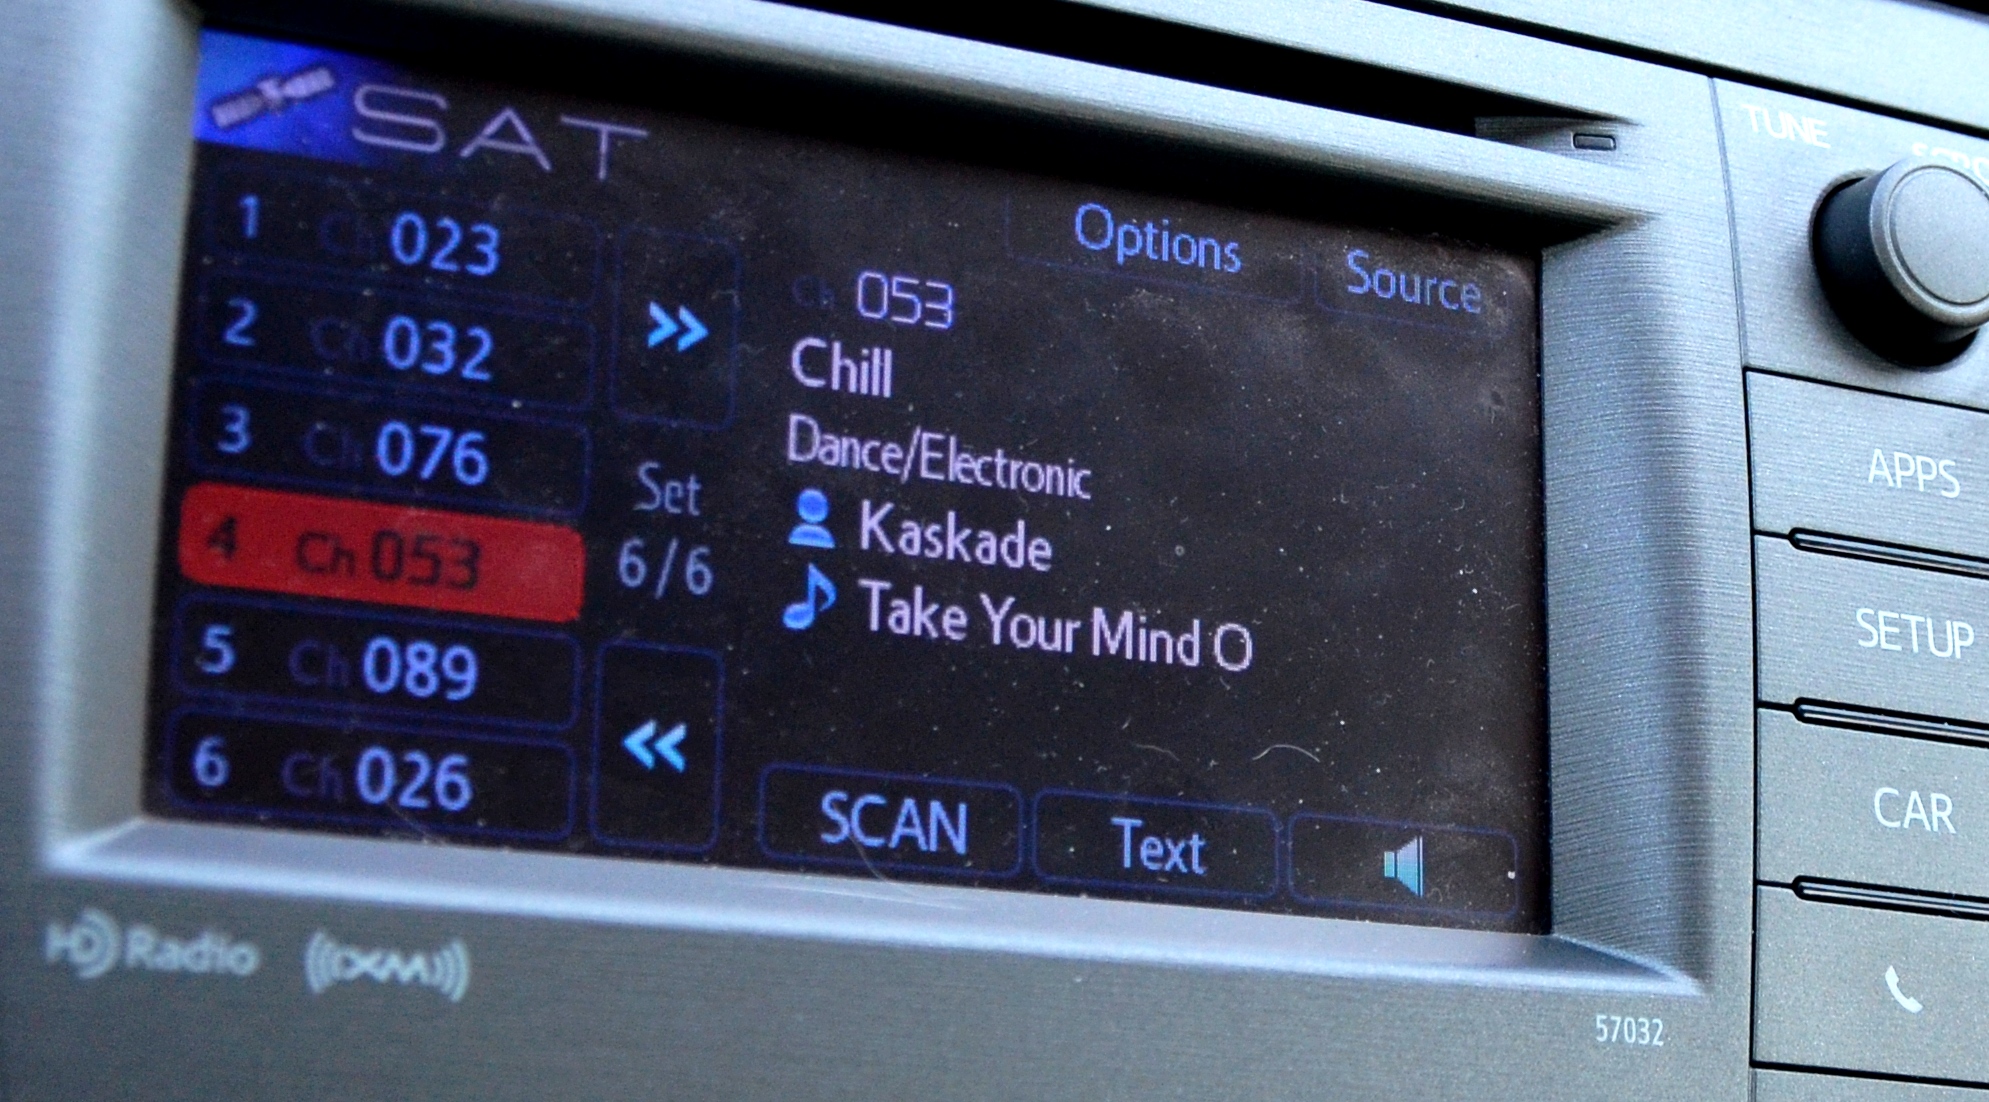 SAT
Options
Source
1 Ch 023
2 Ch 032
3 Ch 076
4 Ch 053
5 Ch 089
6 Ch 026
Set
6/6
Ch 053
Chill
Dance/Electronic
Kaskade
Take Your Mind O
SCAN
Text
HD Radio
XM
57032
TUNE
APPS
SETUP
CAR